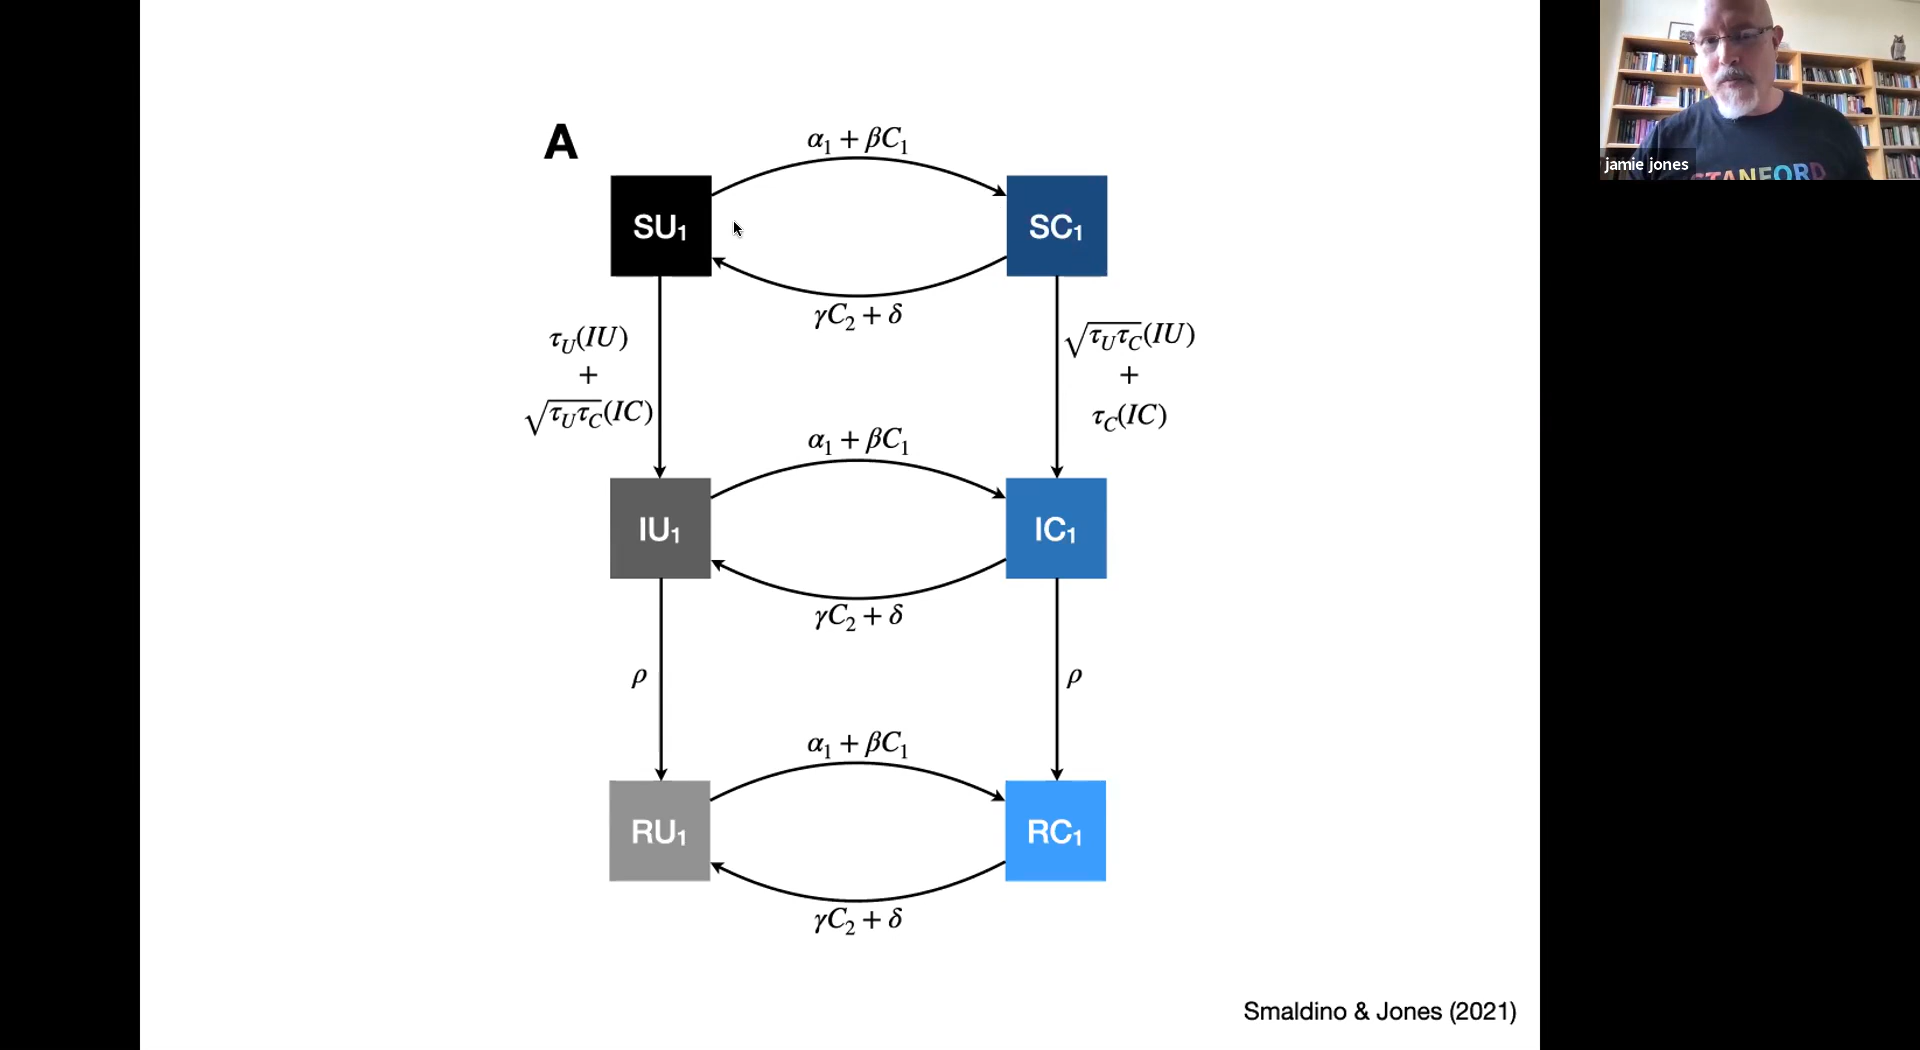 A
α₁ + βC₁
SU₁
SC₁
γC₂ + δ
τ_U(IU)
+
√τ_Uτ_C(IC)
√τ_Uτ_C(IU)
+
τ_C(IC)
α₁ + βC₁
IU₁
IC₁
γC₂ + δ
ρ
ρ
α₁ + βC₁
RU₁
RC₁
γC₂ + δ
Smaldino & Jones (2021)
jamie jones
STANFORD